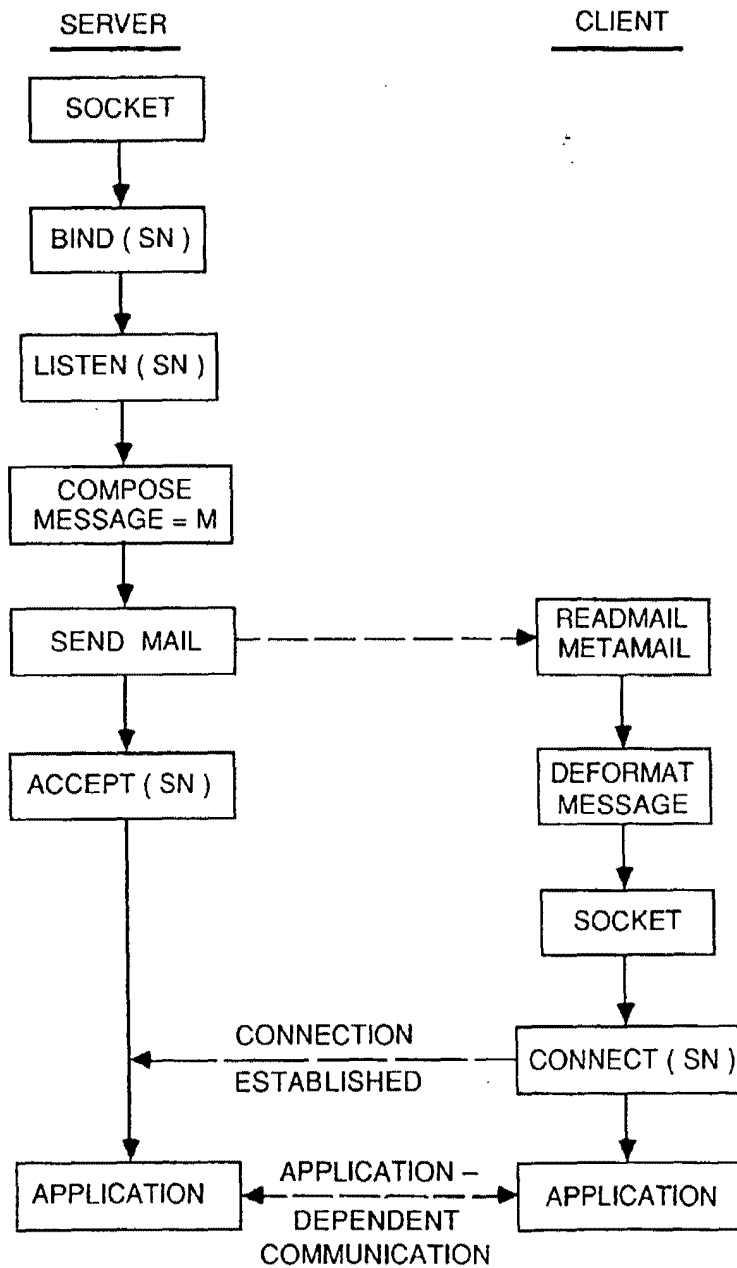 SERVER
CLIENT
SOCKET
BIND ( SN )
LISTEN ( SN )
COMPOSE
MESSAGE = M
SEND MAIL
READMAIL
METAMAIL
ACCEPT ( SN )
DEFORMAT
MESSAGE
SOCKET
CONNECTION
ESTABLISHED
CONNECT ( SN )
APPLICATION
APPLICATION –
DEPENDENT
COMMUNICATION
APPLICATION